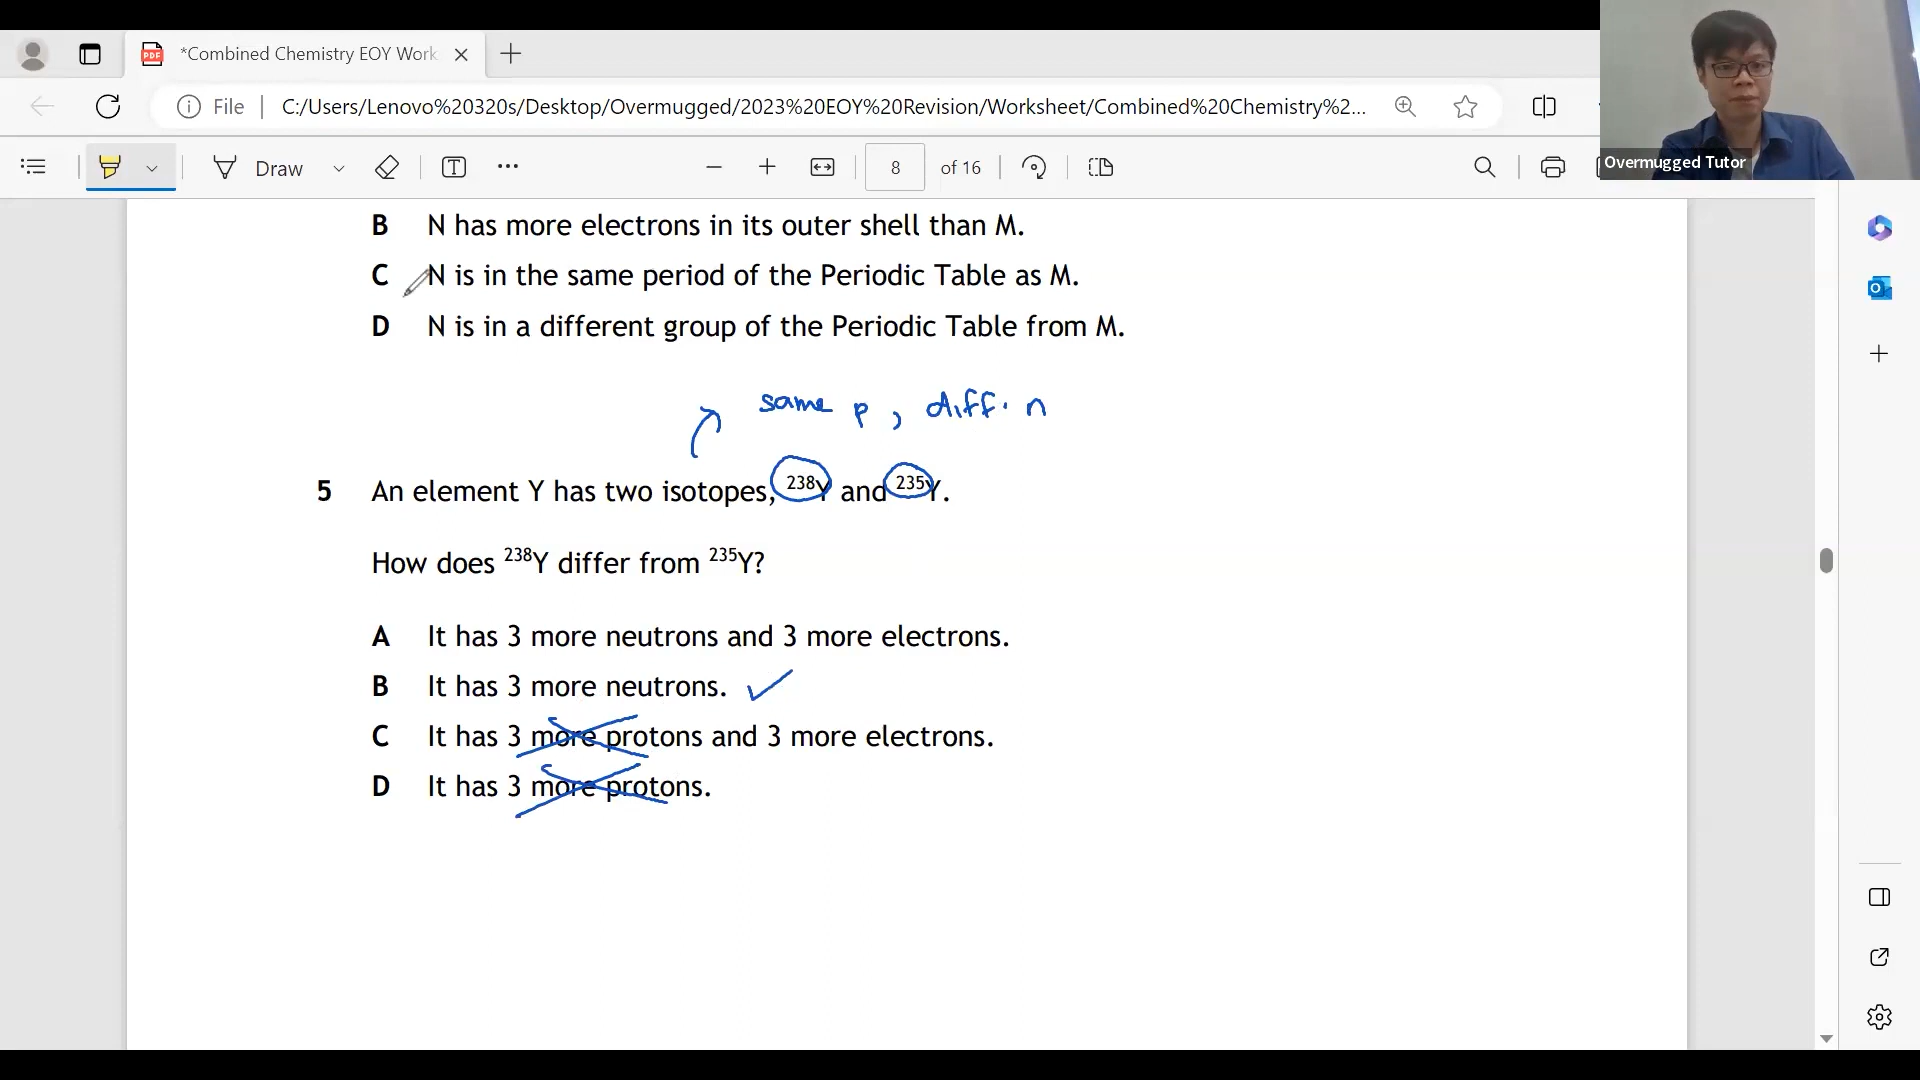 *Combined Chemistry EOY Work
File
C:/Users/Lenovo%20320s/Desktop/Overmugged/2023%20EOY%20Revision/Worksheet/Combined%20Chemistry%2...
Overmugged Tutor
Draw
8 of 16
B N has more electrons in its outer shell than M.
C N is in the same period of the Periodic Table as M.
D N is in a different group of the Periodic Table from M.
same p, diff. n
5 An element Y has two isotopes, ²³⁸Y and ²³⁵Y.
How does ²³⁸Y differ from ²³⁵Y?
A It has 3 more neutrons and 3 more electrons.
B It has 3 more neutrons.
C It has 3 more protons and 3 more electrons.
D It has 3 more protons.